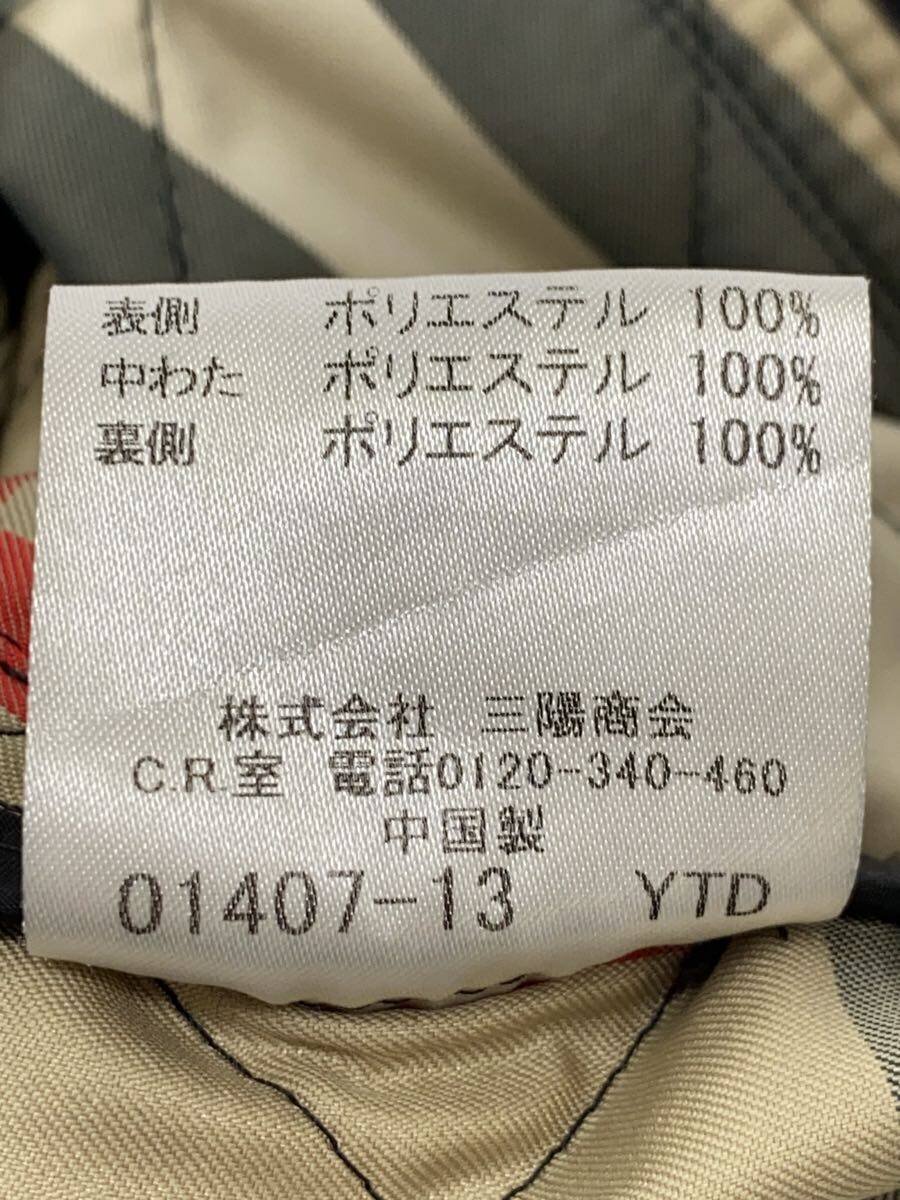 表側 ポリエステル 100%
中わた ポリエステル 100%
裏側 ポリエステル 100%
株式会社 三陽商会
C.R.室 電話0120-340-460
中国製
01407-13 YTD